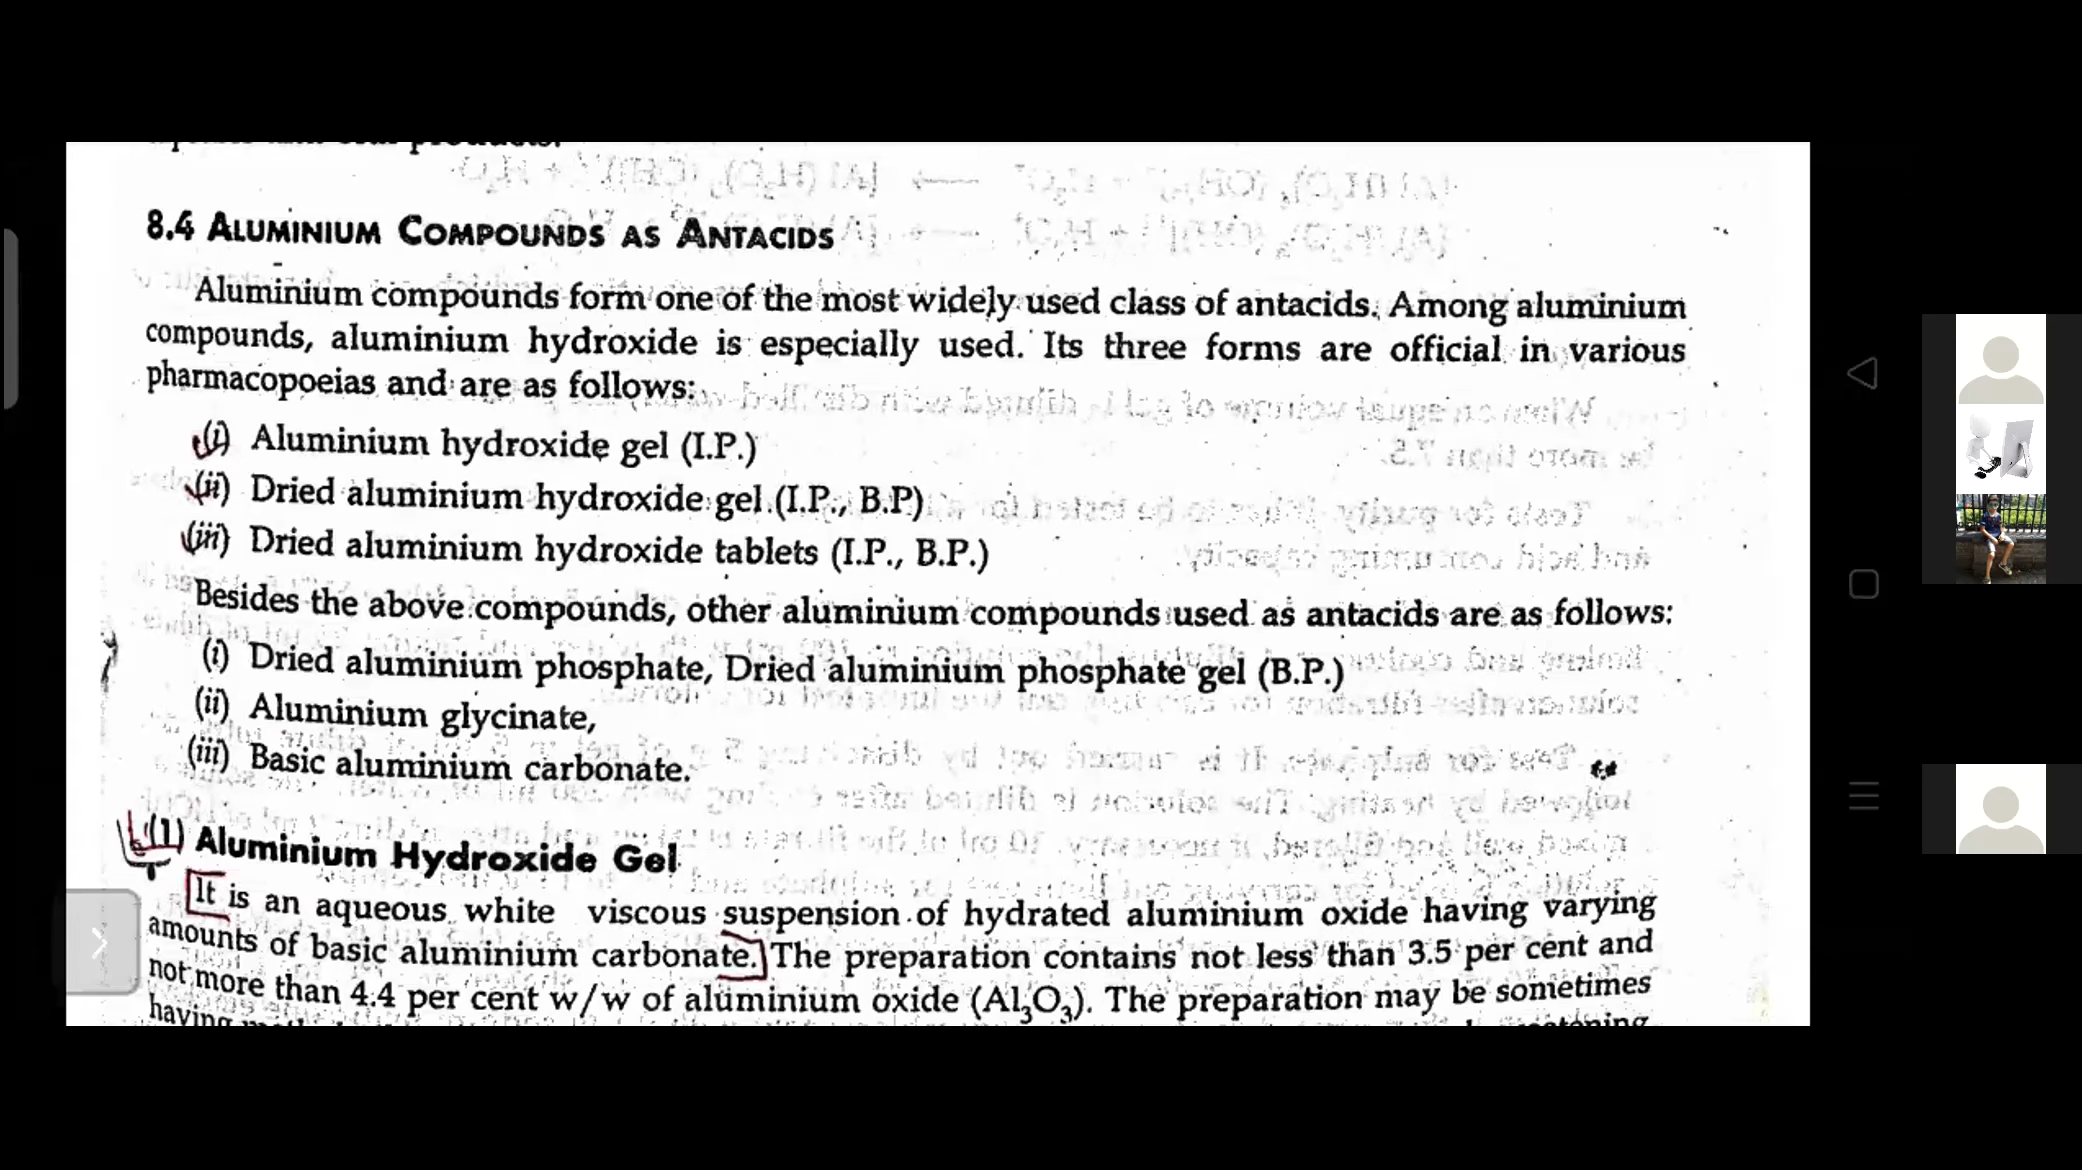 8.4 ALUMINIUM COMPOUNDS AS ANTACIDS
Aluminium compounds form one of the most widely used class of antacids. Among aluminium
compounds, aluminium hydroxide is especially used. Its three forms are official in various
pharmacopoeias and are as follows:
(i) Aluminium hydroxide gel (I.P.)
(ii) Dried aluminium hydroxide gel (I.P., B.P)
(iii) Dried aluminium hydroxide tablets (I.P., B.P.)
Besides the above compounds, other aluminium compounds used as antacids are as follows:
(i) Dried aluminium phosphate, Dried aluminium phosphate gel (B.P.)
(ii) Aluminium glycinate,
(iii) Basic aluminium carbonate.
(1) Aluminium Hydroxide Gel
It is an aqueous white viscous suspension of hydrated aluminium oxide having varying
amounts of basic aluminium carbonate. The preparation contains not less than 3.5 per cent and
not more than 4.4 per cent w/w of aluminium oxide (Al₃O₃). The preparation may be sometimes
having